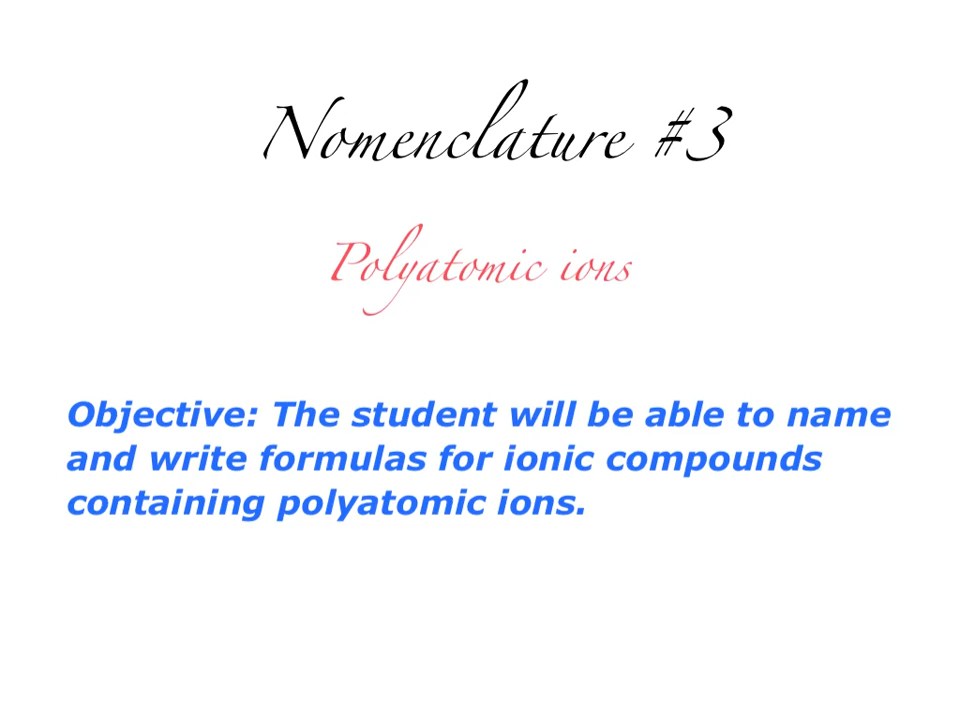 Nomenclature #3
Polyatomic ions
Objective: The student will be able to name
and write formulas for ionic compounds
containing polyatomic ions.